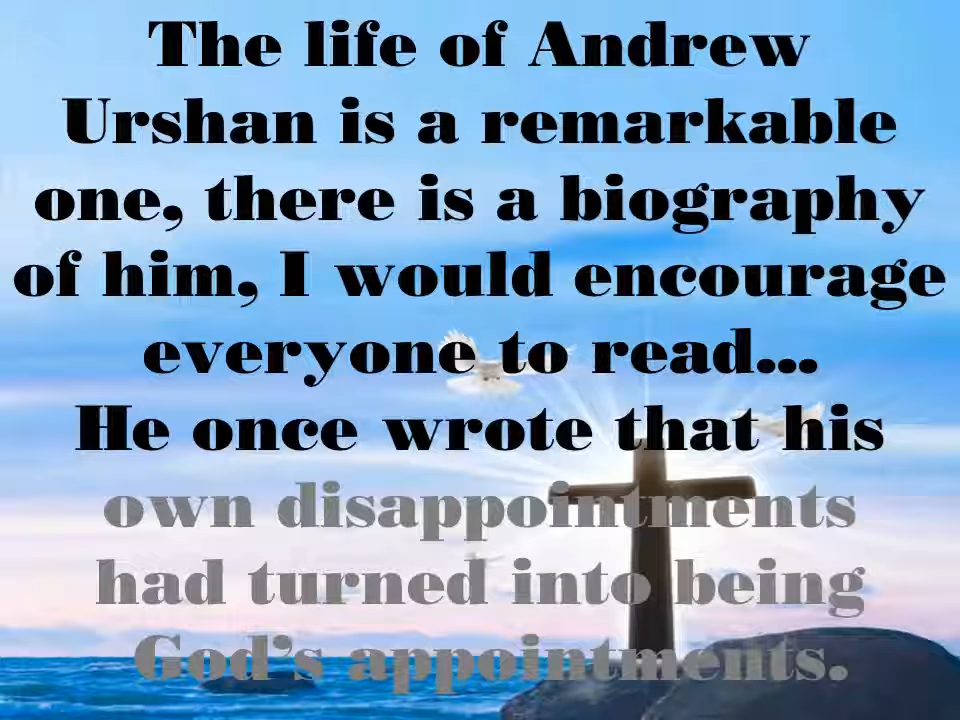 The life of Andrew
Urshan is a remarkable
one, there is a biography
of him, I would encourage
everyone to read...
He once wrote that his
own disappointments
had turned into being
God's appointments.